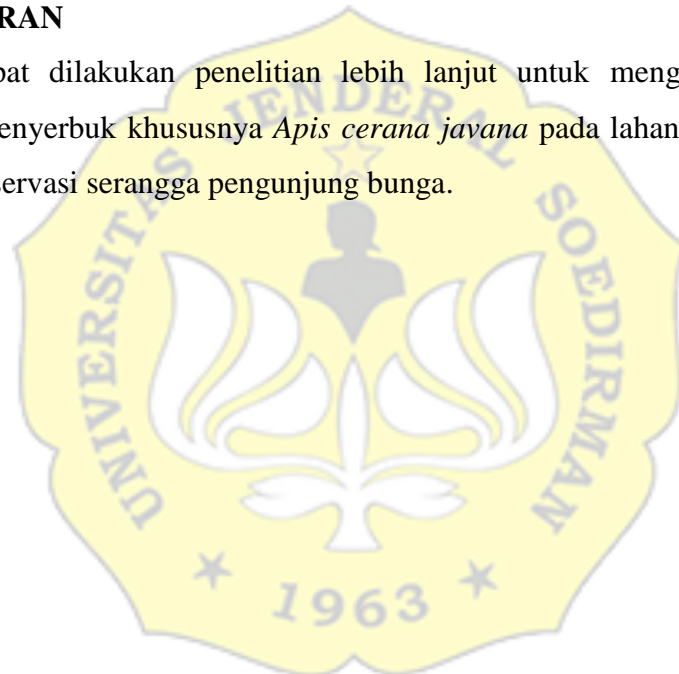 RAN
pat dilakukan penelitian lebih lanjut untuk meng
enyerbuk khususnya Apis cerana javana pada lahan
servasi serangga pengunjung bunga.
UNIVERSITAS JENDERAL SOEDIRMAN
1963